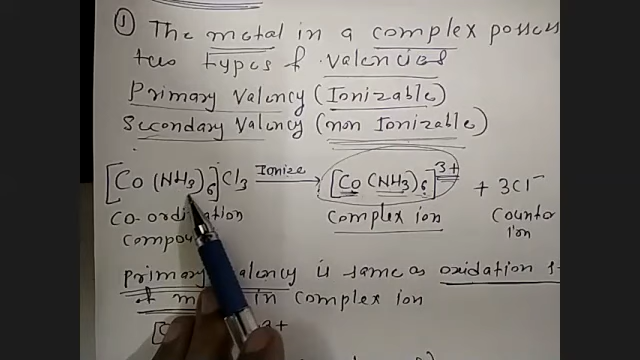 ① The metal in a complex possess
two types of valencies
Primary valency (Ionizable)
Secondary valency (non Ionizable)
[Co(NH3)6]Cl3 Ionize → [Co(NH3)6]3+ + 3Cl-
Co-ordination Complex ion Counter
ion
Primary valency is same as oxidation
in complex ion